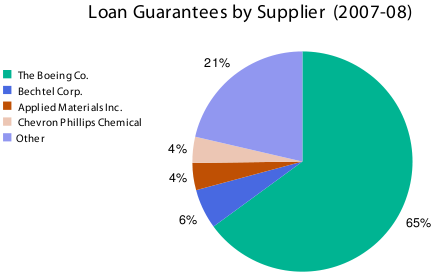 Loan Guarantees by Supplier (2007-08)
The Boeing Co.
Bechtel Corp.
Applied Materials Inc.
Chevron Phillips Chemical
Other
21%
4%
4%
6%
65%